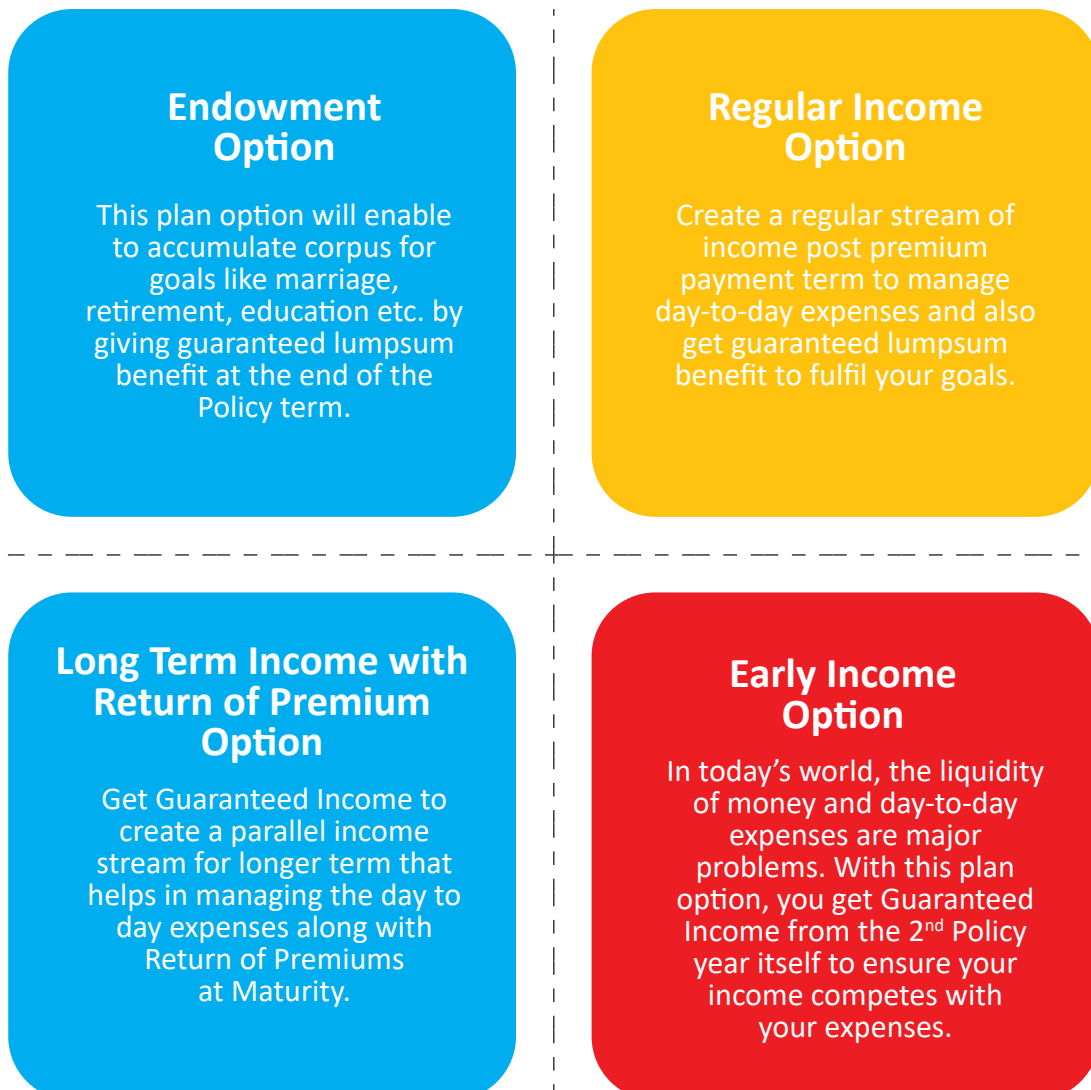 Endowment
Option
This plan option will enable
to accumulate corpus for
goals like marriage,
retirement, education etc. by
giving guaranteed lumpsum
benefit at the end of the
Policy term.
Regular Income
Option
Create a regular stream of
income post premium
payment term to manage
day-to-day expenses and also
get guaranteed lumpsum
benefit to fulfil your goals.
Long Term Income with
Return of Premium
Option
Get Guaranteed Income to
create a parallel income
stream for longer term that
helps in managing the day to
day expenses along with
Return of Premiums
at Maturity.
Early Income
Option
In today’s world, the liquidity
of money and day-to-day
expenses are major
problems. With this plan
option, you get Guaranteed
Income from the 2nd Policy
year itself to ensure your
income competes with
your expenses.